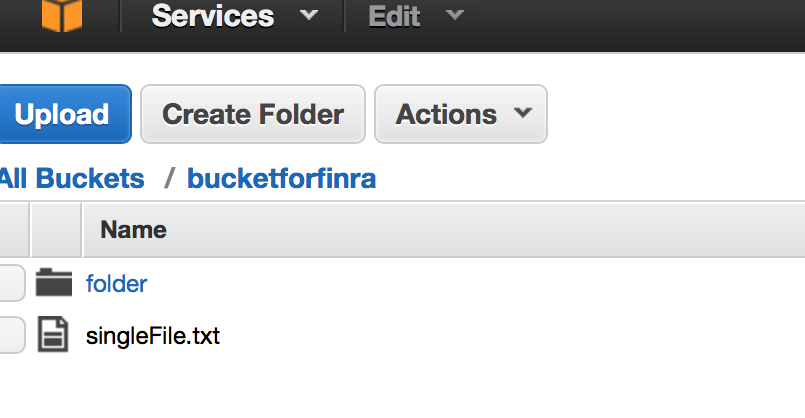 Services Edit
Upload Create Folder Actions
All Buckets / bucketforfinra
Name
folder
singleFile.txt